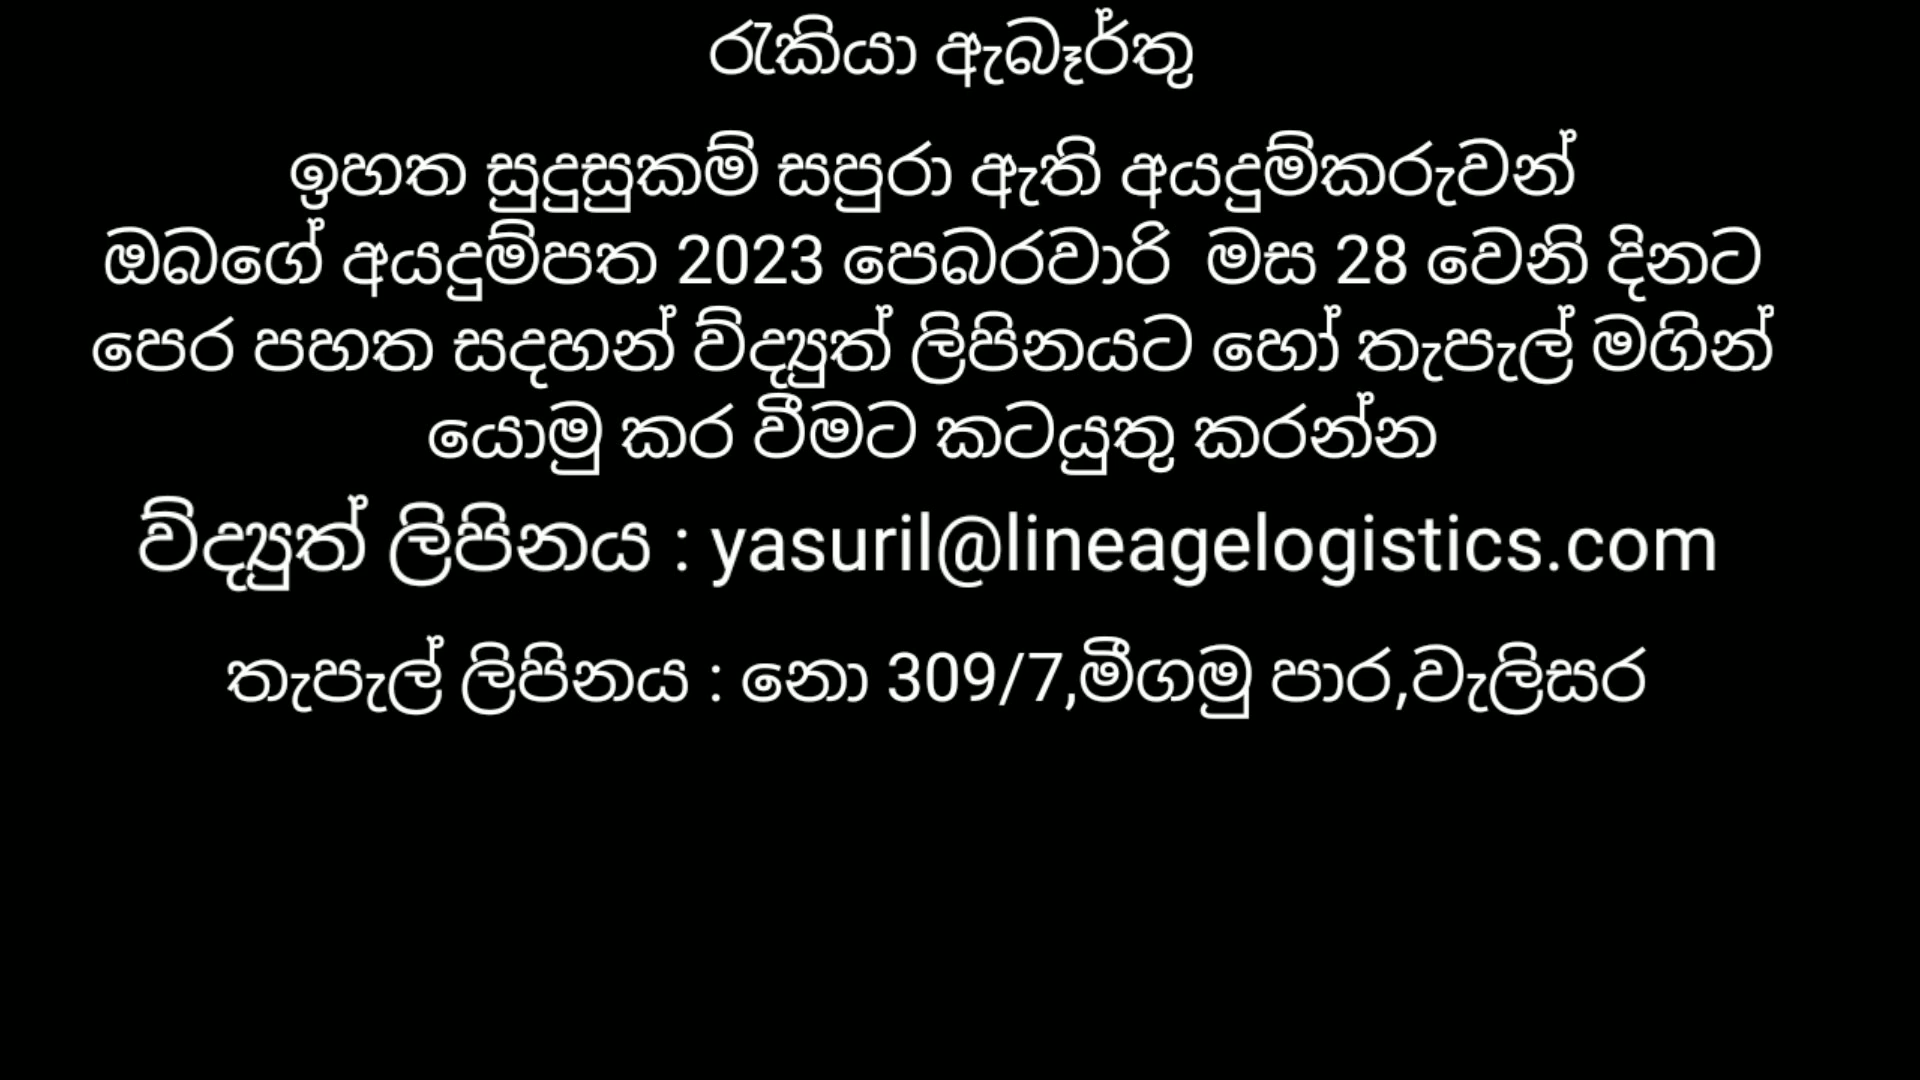 රැකියා ඇබෑර්තු
ඉහත සුදුසුකම් සපුරා ඇති අයදුම්කරුවන්
ඔබගේ අයදුම්පත 2023 පෙබරවාරි  මස 28 වෙනි දිනට
පෙර පහත සදහන් ව්ද්‍යුත් ලිපිනයට හෝ තැපැල් මගින්
යොමු කර වීමට කටයුතු කරන්න
ව්ද්‍යුත් ලිපිනය : yasuril@lineagelogistics.com
තැපැල් ලිපිනය : නො 309/7,මීගමු පාර,වැලිසර